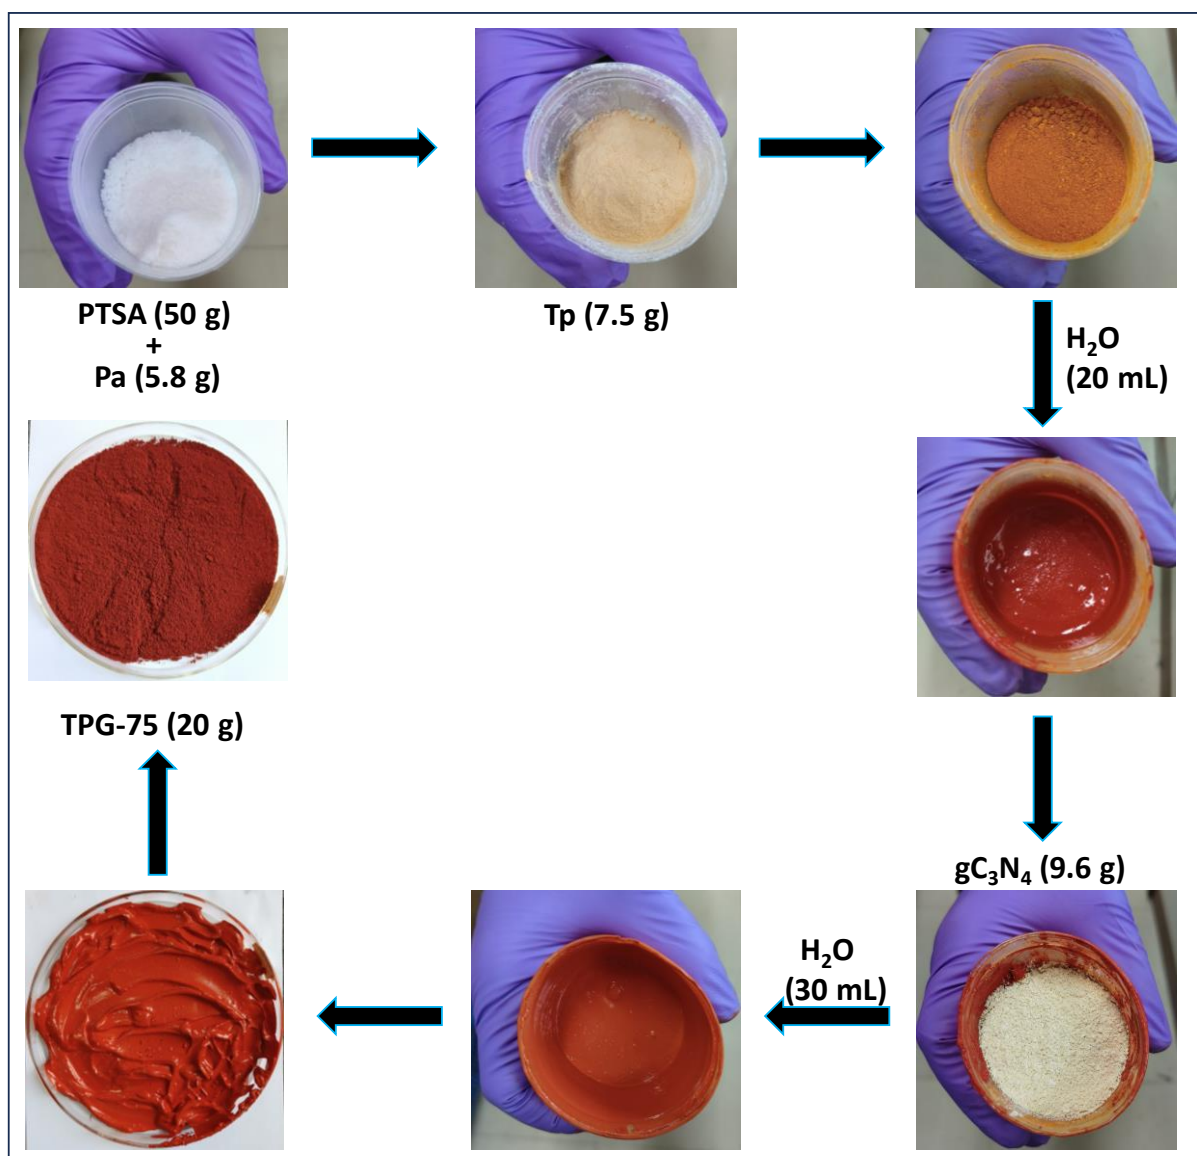 PTSA (50 g)
+
Pa (5.8 g)
Tp (7.5 g)
H₂O
(20 mL)
gC₃N₄ (9.6 g)
H₂O
(30 mL)
TPG-75 (20 g)